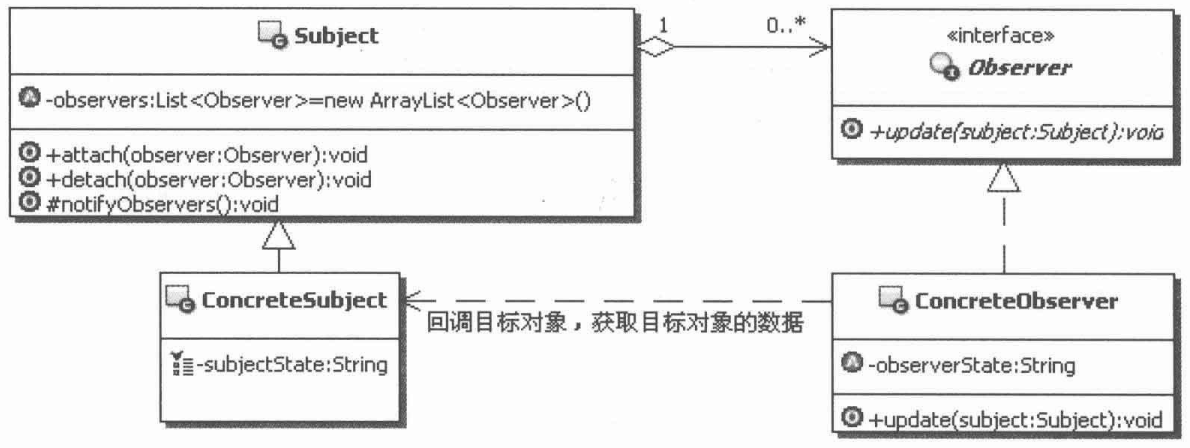 Subject
-observers:List<Observer>=new ArrayList<Observer>()
+attach(observer:Observer):void
+detach(observer:Observer):void
#notifyObservers():void
1
0..*
«interface»
Observer
+update(subject:Subject):void
ConcreteSubject
-subjectState:String
回调目标对象，获取目标对象的数据
ConcreteObserver
-observerState:String
+update(subject:Subject):void